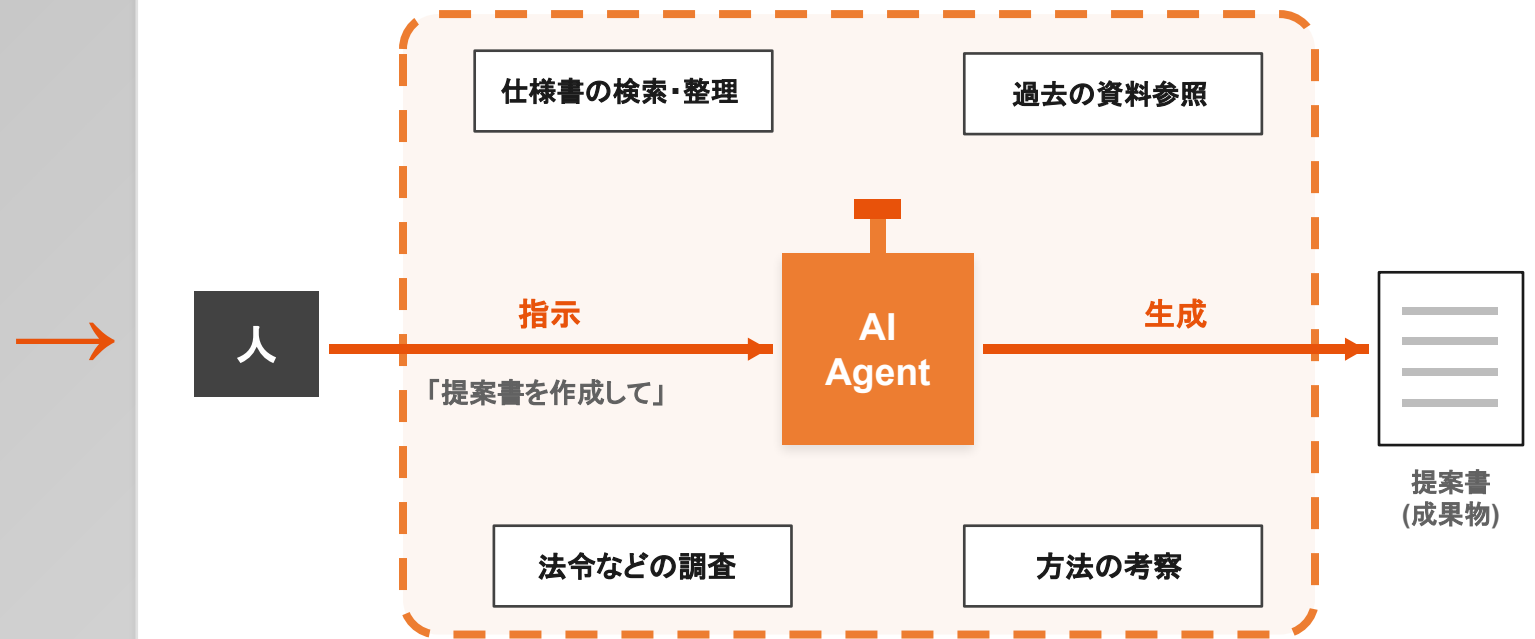 仕様書の検索・整理
過去の資料参照
人
指示
「提案書を作成して」
AI
Agent
生成
提案書
(成果物)
法令などの調査
方法の考察